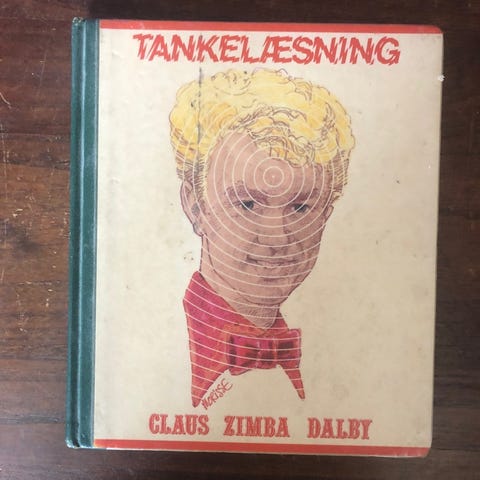 TANKELÆSNING
CLAUS ZIMBA DALBY